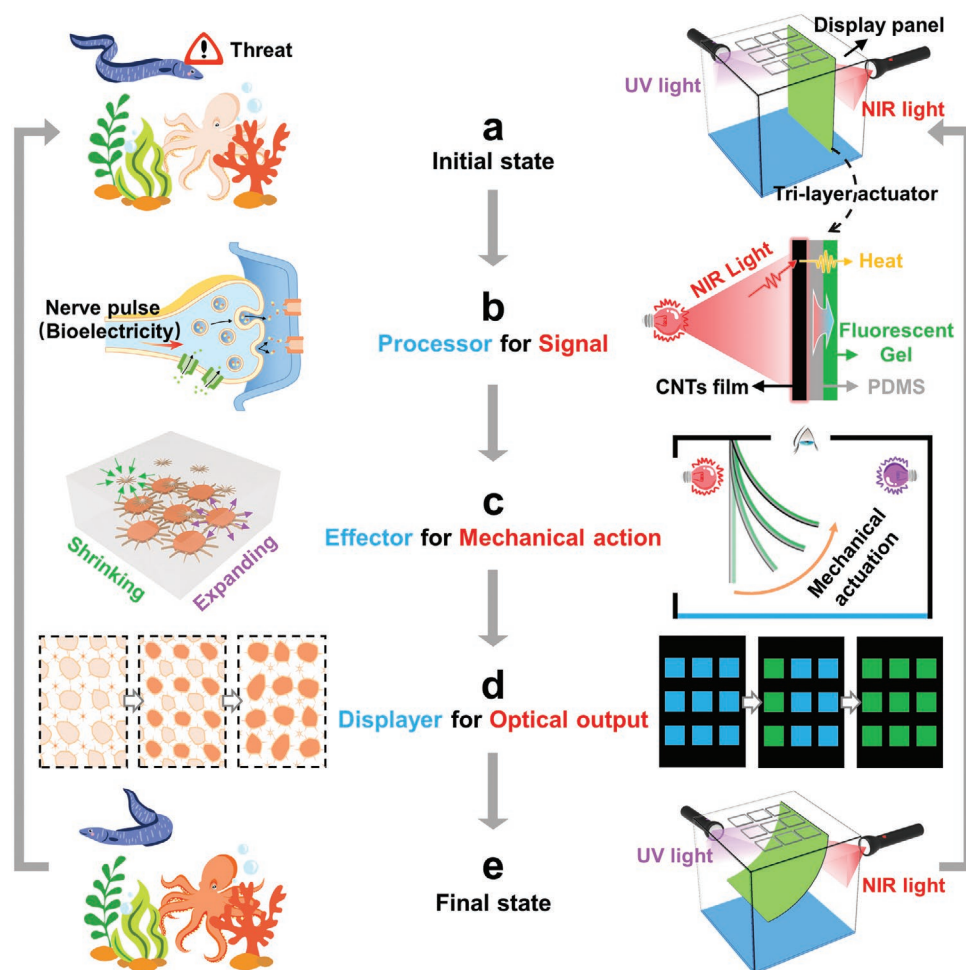 Threat
Display panel
UV light
NIR light
a
Initial state
Tri-layer actuator
Nerve pulse
(Bioelectricity)
b
Processor for Signal
NIR Light
Heat
Fluorescent
Gel
CNTs film
PDMS
Shrinking
Expanding
c
Effector for Mechanical action
Mechanical
actuation
d
Displayer for Optical output
e
Final state
UV light
NIR light